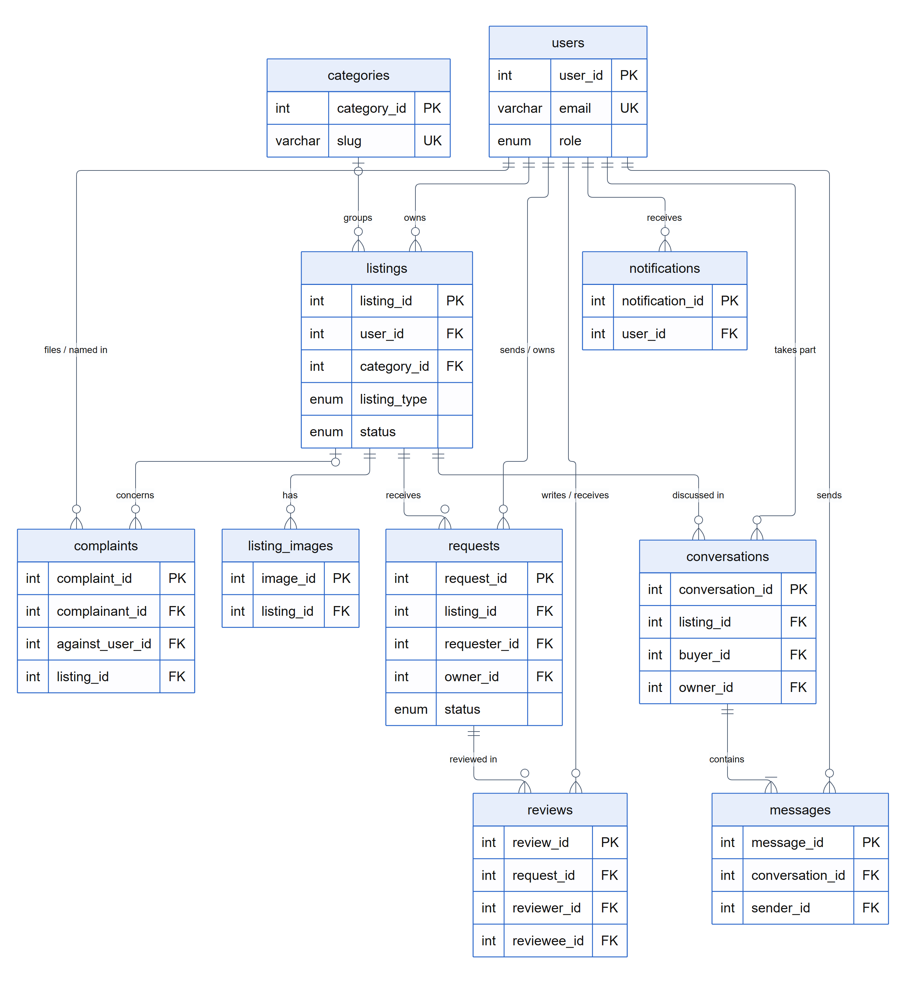 users
int user_id PK
varchar email UK
enum role
categories
int category_id PK
varchar slug UK
groups
owns
receives
listings
int listing_id PK
int user_id FK
int category_id FK
enum listing_type
enum status
notifications
int notification_id PK
int user_id FK
files / named in
sends / owns
takes part
concerns
has
receives
writes / receives
discussed in
sends
complaints
int complaint_id PK
int complainant_id FK
int against_user_id FK
int listing_id FK
listing_images
int image_id PK
int listing_id FK
requests
int request_id PK
int listing_id FK
int requester_id FK
int owner_id FK
enum status
conversations
int conversation_id PK
int listing_id FK
int buyer_id FK
int owner_id FK
reviewed in
contains
reviews
int review_id PK
int request_id FK
int reviewer_id FK
int reviewee_id FK
messages
int message_id PK
int conversation_id FK
int sender_id FK